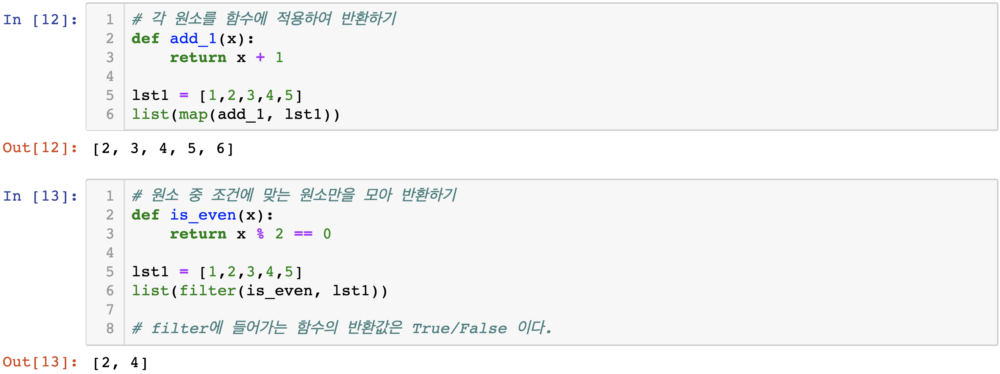 In [12]:
1 # 각 원소를 함수에 적용하여 반환하기
2 def add_1(x):
3     return x + 1
4
5 lst1 = [1,2,3,4,5]
6 list(map(add_1, lst1))
Out[12]: [2, 3, 4, 5, 6]
In [13]:
1 # 원소 중 조건에 맞는 원소만을 모아 반환하기
2 def is_even(x):
3     return x % 2 == 0
4
5 lst1 = [1,2,3,4,5]
6 list(filter(is_even, lst1))
7
8 # filter에 들어가는 함수의 반환값은 True/False 이다.
Out[13]: [2, 4]